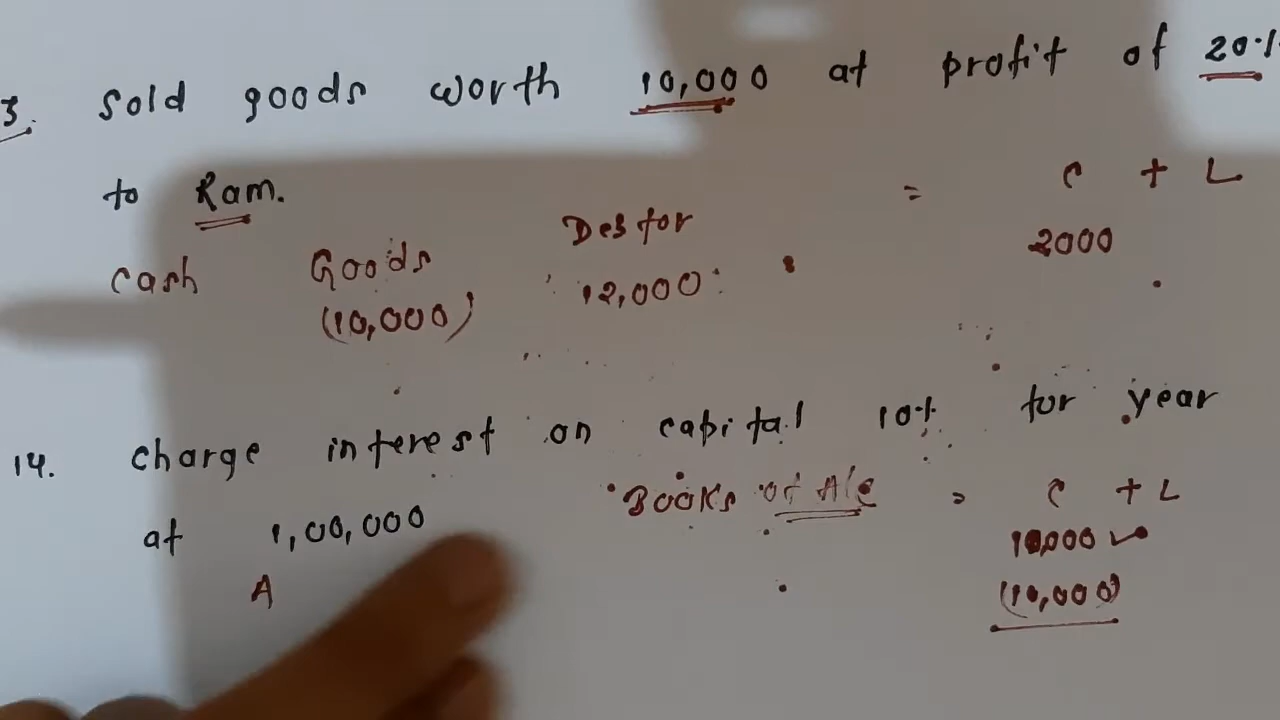 3. Sold goods worth 10,000 at profit of 20%
to Ram. = C + L
Cash Goods Debtor 2000
(10,000) 12,000
14. Charge interest on capital 10% for year
at 1,00,000 Books of A/c = C + L
10,000 ✓
A (10,000)